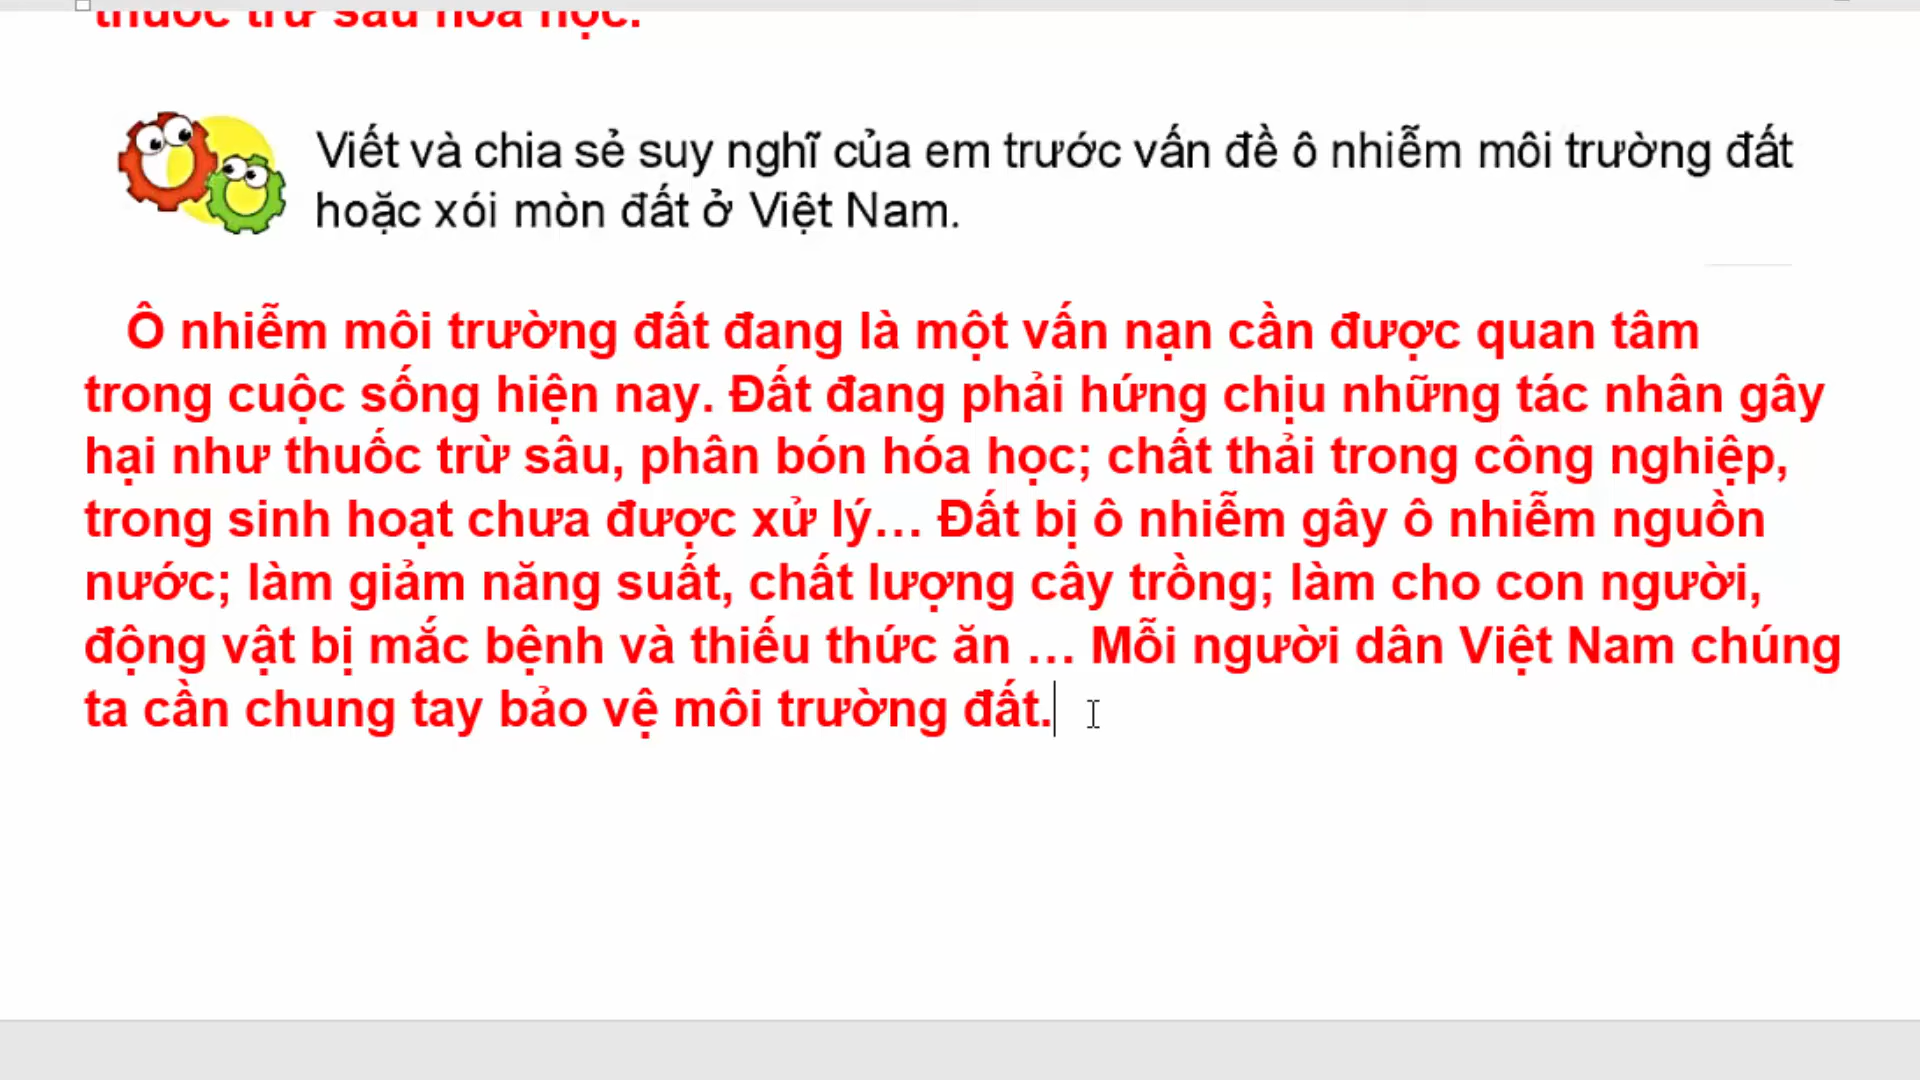 thuốc trừ sâu hóa học.
Viết và chia sẻ suy nghĩ của em trước vấn đề ô nhiễm môi trường đất
hoặc xói mòn đất ở Việt Nam.
Ô nhiễm môi trường đất đang là một vấn nạn cần được quan tâm
trong cuộc sống hiện nay. Đất đang phải hứng chịu những tác nhân gây
hại như thuốc trừ sâu, phân bón hóa học; chất thải trong công nghiệp,
trong sinh hoạt chưa được xử lý... Đất bị ô nhiễm gây ô nhiễm nguồn
nước; làm giảm năng suất, chất lượng cây trồng; làm cho con người,
động vật bị mắc bệnh và thiếu thức ăn ... Mỗi người dân Việt Nam chúng
ta cần chung tay bảo vệ môi trường đất.